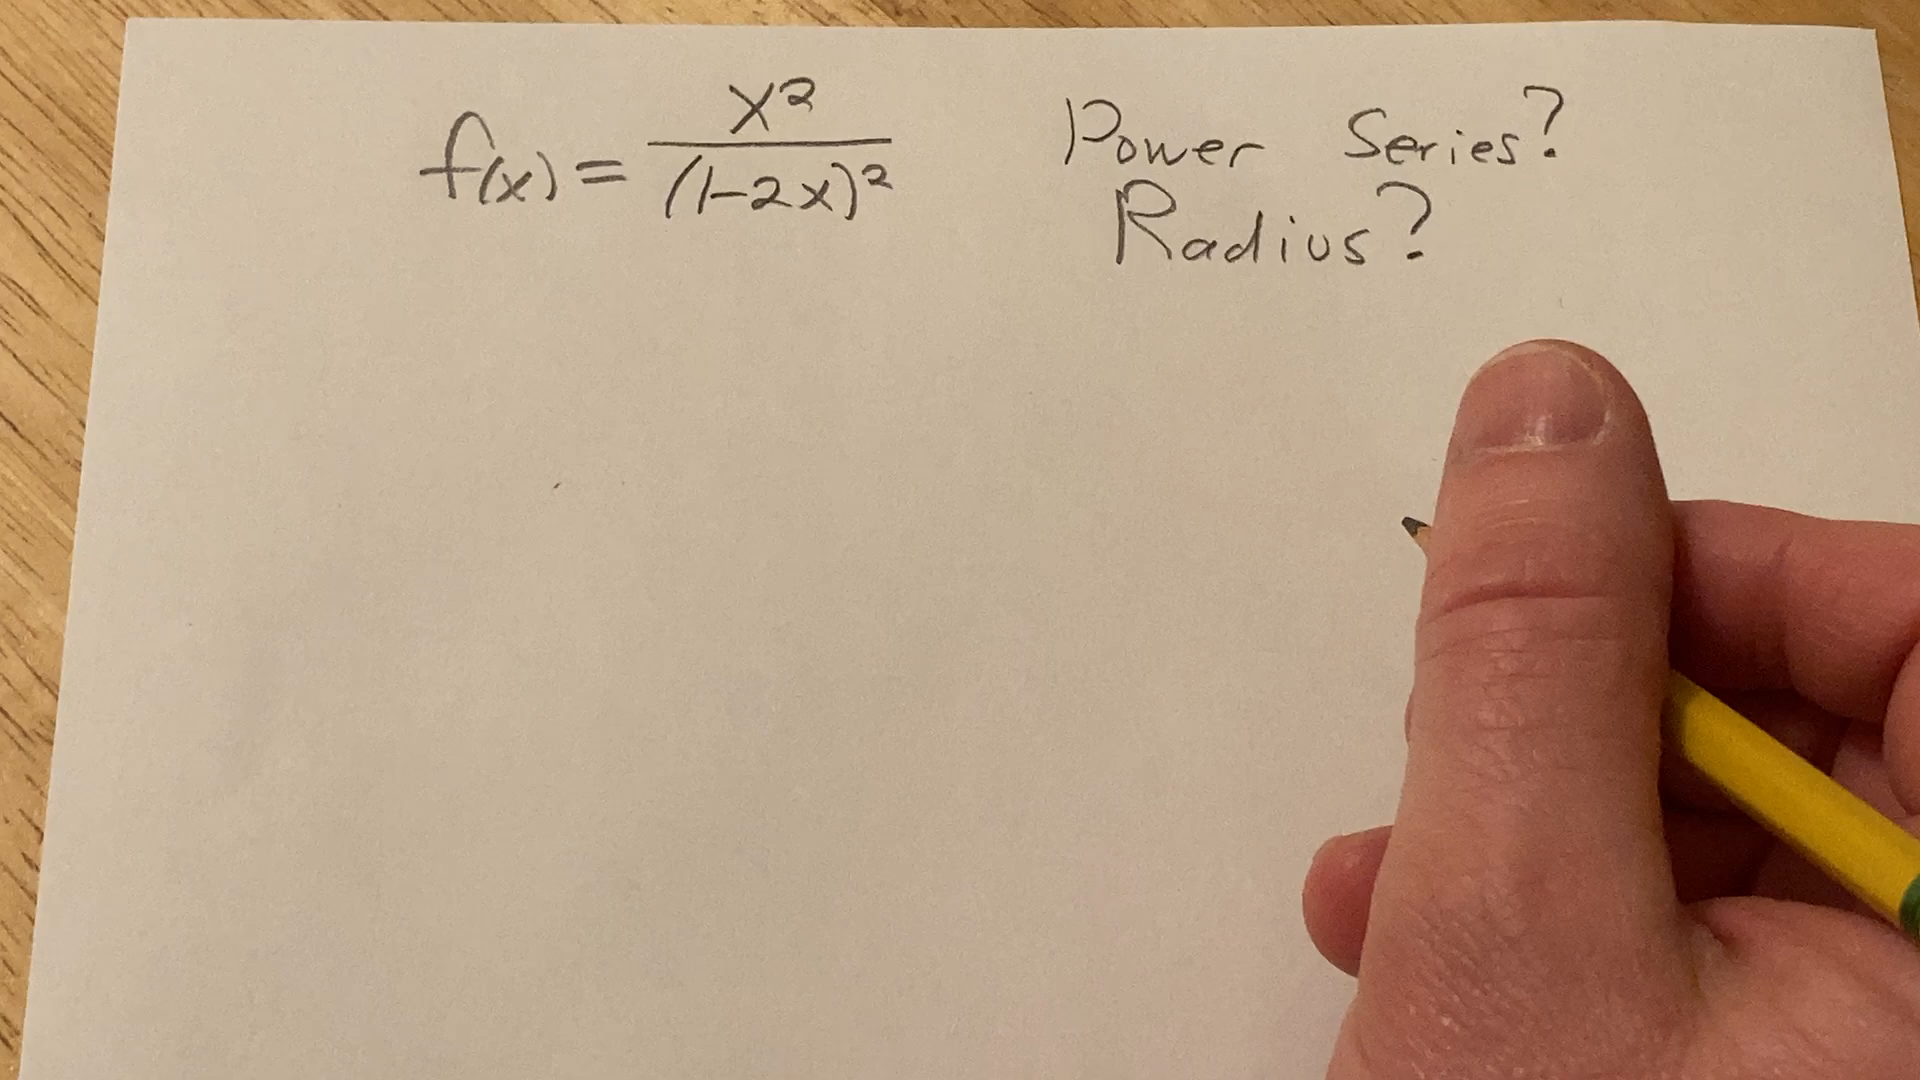 f(x) = x²/(1-2x)² Power Series?
Radius?